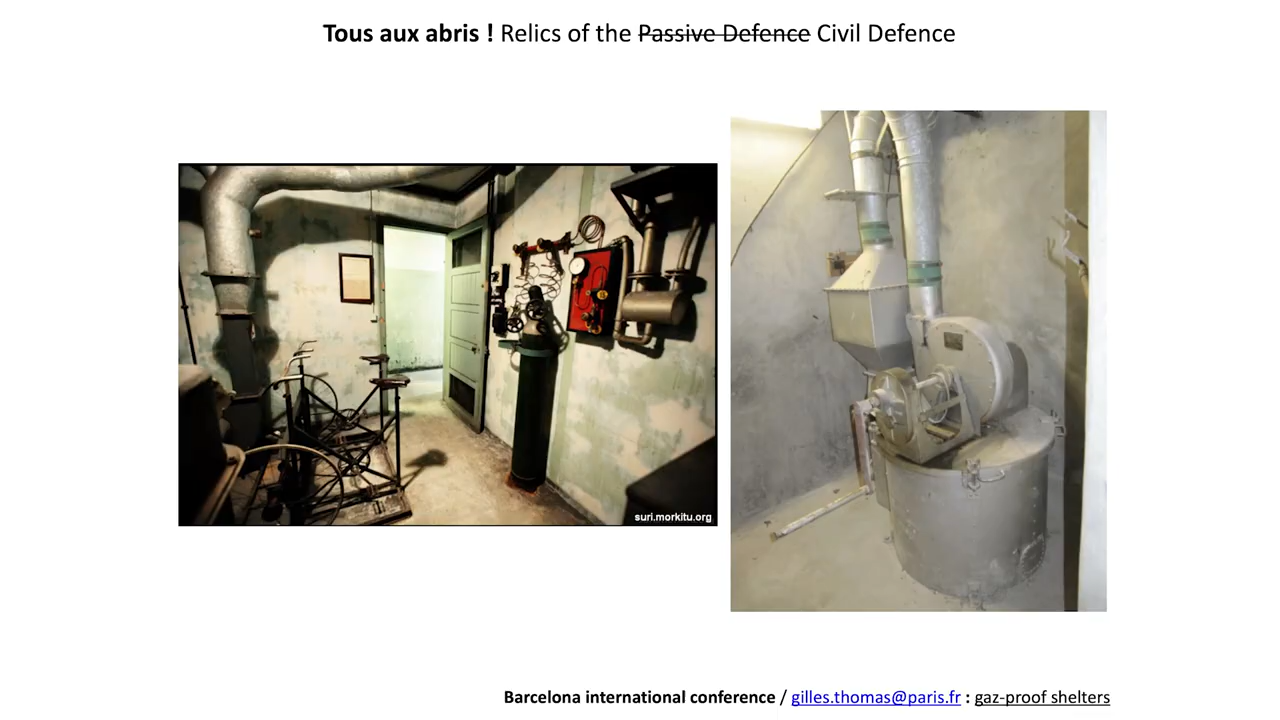 Tous aux abris ! Relics of the Passive Defence Civil Defence
suri.morkitu.org
Barcelona international conference / gilles.thomas@paris.fr : gaz-proof shelters